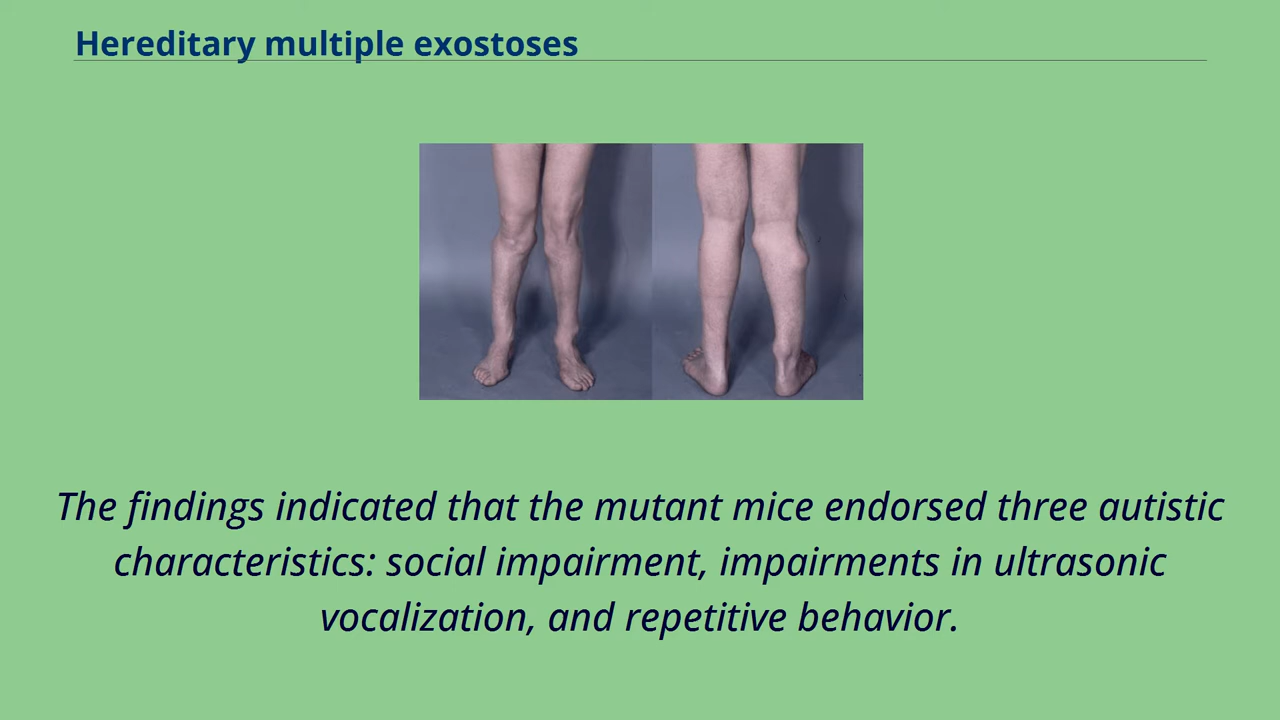 Hereditary multiple exostoses
The findings indicated that the mutant mice endorsed three autistic
characteristics: social impairment, impairments in ultrasonic
vocalization, and repetitive behavior.